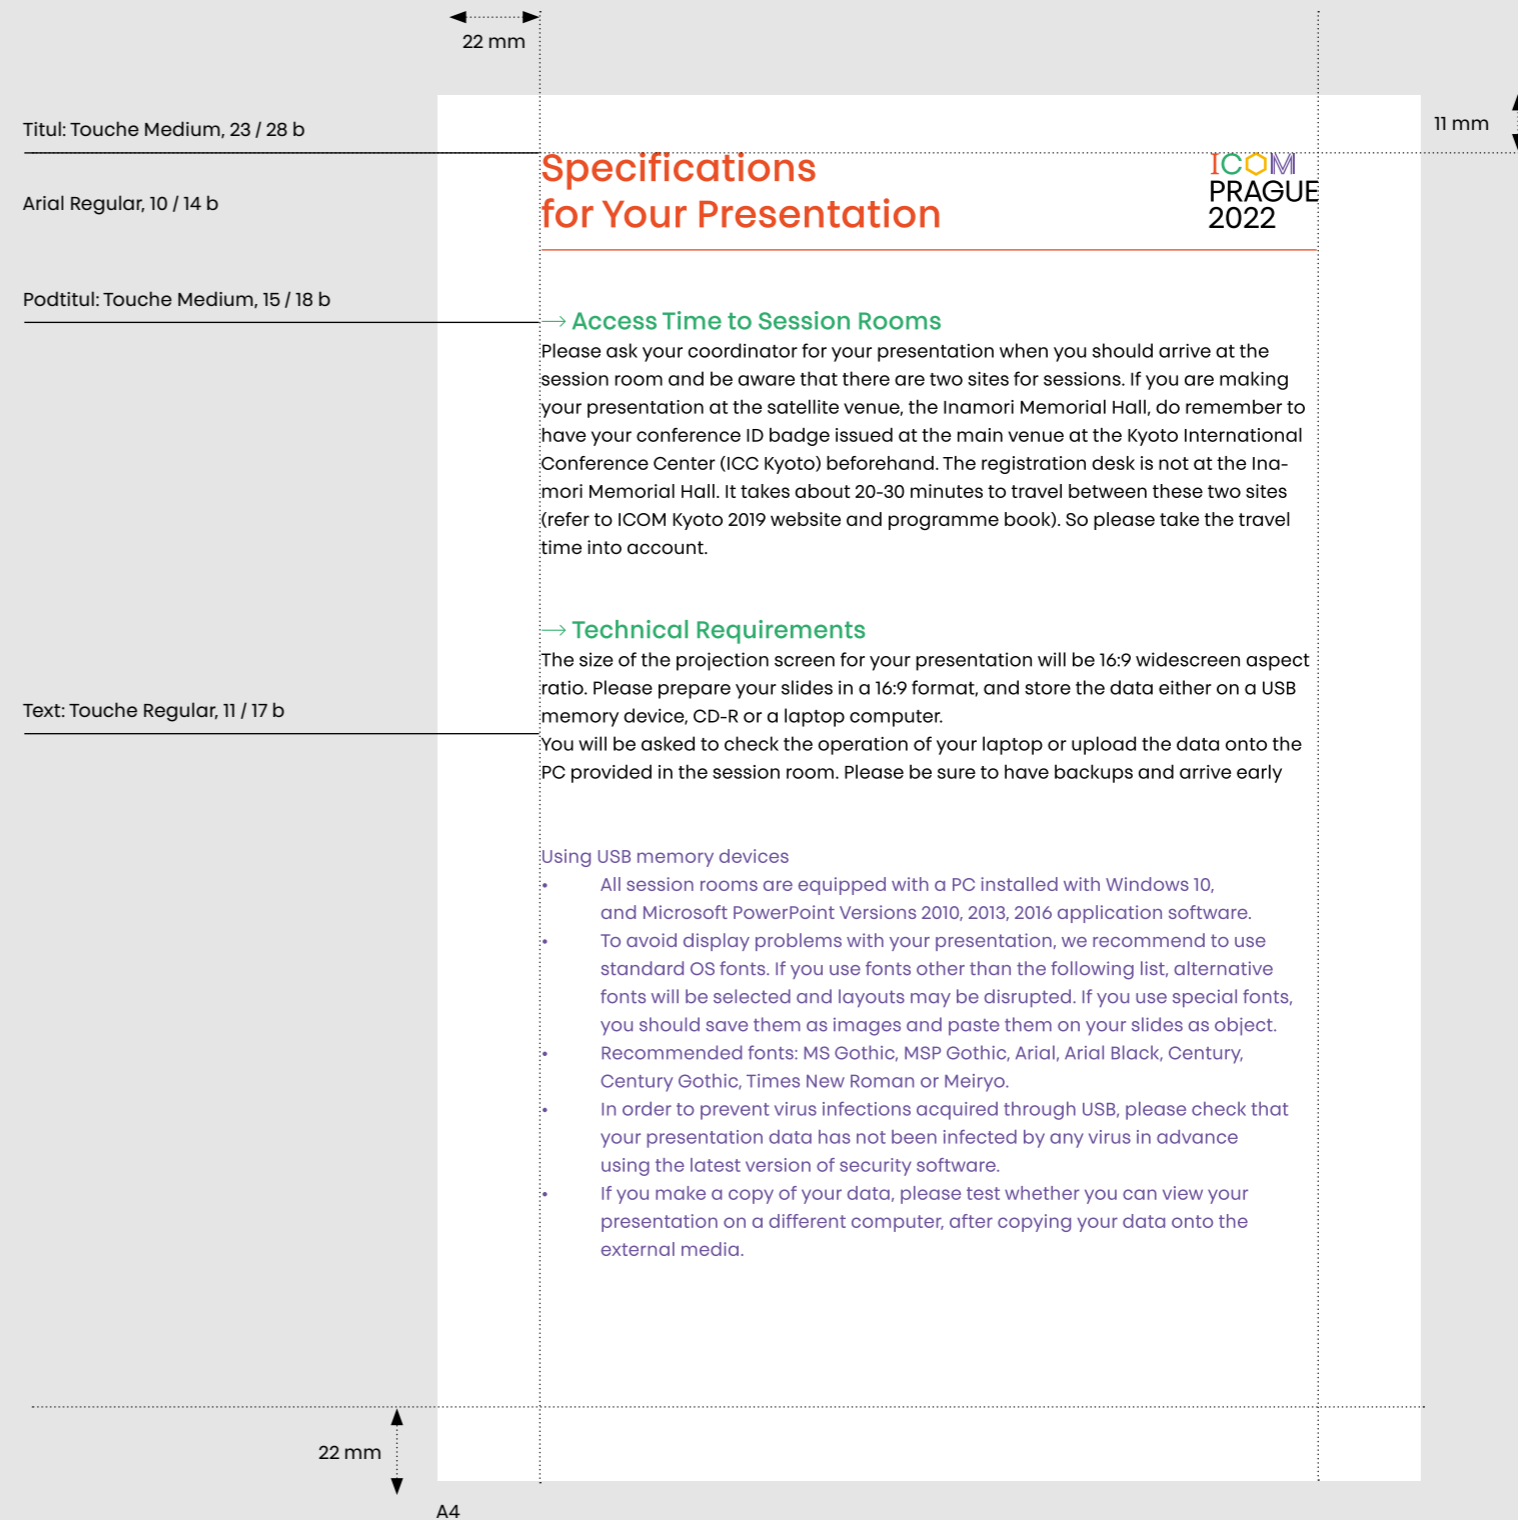 22 mm
Titul: Touche Medium, 23 / 28 b
11 mm
Specifications
for Your Presentation
ICOM
PRAGUE
2022
Arial Regular, 10 / 14 b
Podtitul: Touche Medium, 15 / 18 b
→ Access Time to Session Rooms
Please ask your coordinator for your presentation when you should arrive at the
session room and be aware that there are two sites for sessions. If you are making
your presentation at the satellite venue, the Inamori Memorial Hall, do remember to
have your conference ID badge issued at the main venue at the Kyoto International
Conference Center (ICC Kyoto) beforehand. The registration desk is not at the Ina-
mori Memorial Hall. It takes about 20-30 minutes to travel between these two sites
(refer to ICOM Kyoto 2019 website and programme book). So please take the travel
time into account.
→ Technical Requirements
The size of the projection screen for your presentation will be 16:9 widescreen aspect
ratio. Please prepare your slides in a 16:9 format, and store the data either on a USB
memory device, CD-R or a laptop computer.
Text: Touche Regular, 11 / 17 b
You will be asked to check the operation of your laptop or upload the data onto the
PC provided in the session room. Please be sure to have backups and arrive early
Using USB memory devices
• All session rooms are equipped with a PC installed with Windows 10,
and Microsoft PowerPoint Versions 2010, 2013, 2016 application software.
• To avoid display problems with your presentation, we recommend to use
standard OS fonts. If you use fonts other than the following list, alternative
fonts will be selected and layouts may be disrupted. If you use special fonts,
you should save them as images and paste them on your slides as object.
• Recommended fonts: MS Gothic, MSP Gothic, Arial, Arial Black, Century,
Century Gothic, Times New Roman or Meiryo.
• In order to prevent virus infections acquired through USB, please check that
your presentation data has not been infected by any virus in advance
using the latest version of security software.
• If you make a copy of your data, please test whether you can view your
presentation on a different computer, after copying your data onto the
external media.
22 mm
A4